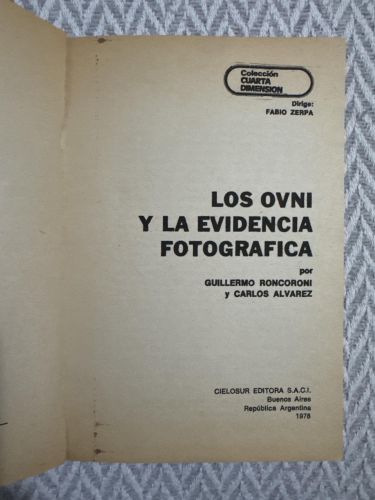 Colección
CUARTA
DIMENSION
Dirige:
FABIO ZERPA
LOS OVNI
Y LA EVIDENCIA
FOTOGRAFICA
por
GUILLERMO RONCORONI
y CARLOS ALVAREZ
CIELOSUR EDITORA S.A.C.I.
Buenos Aires
República Argentina
1978